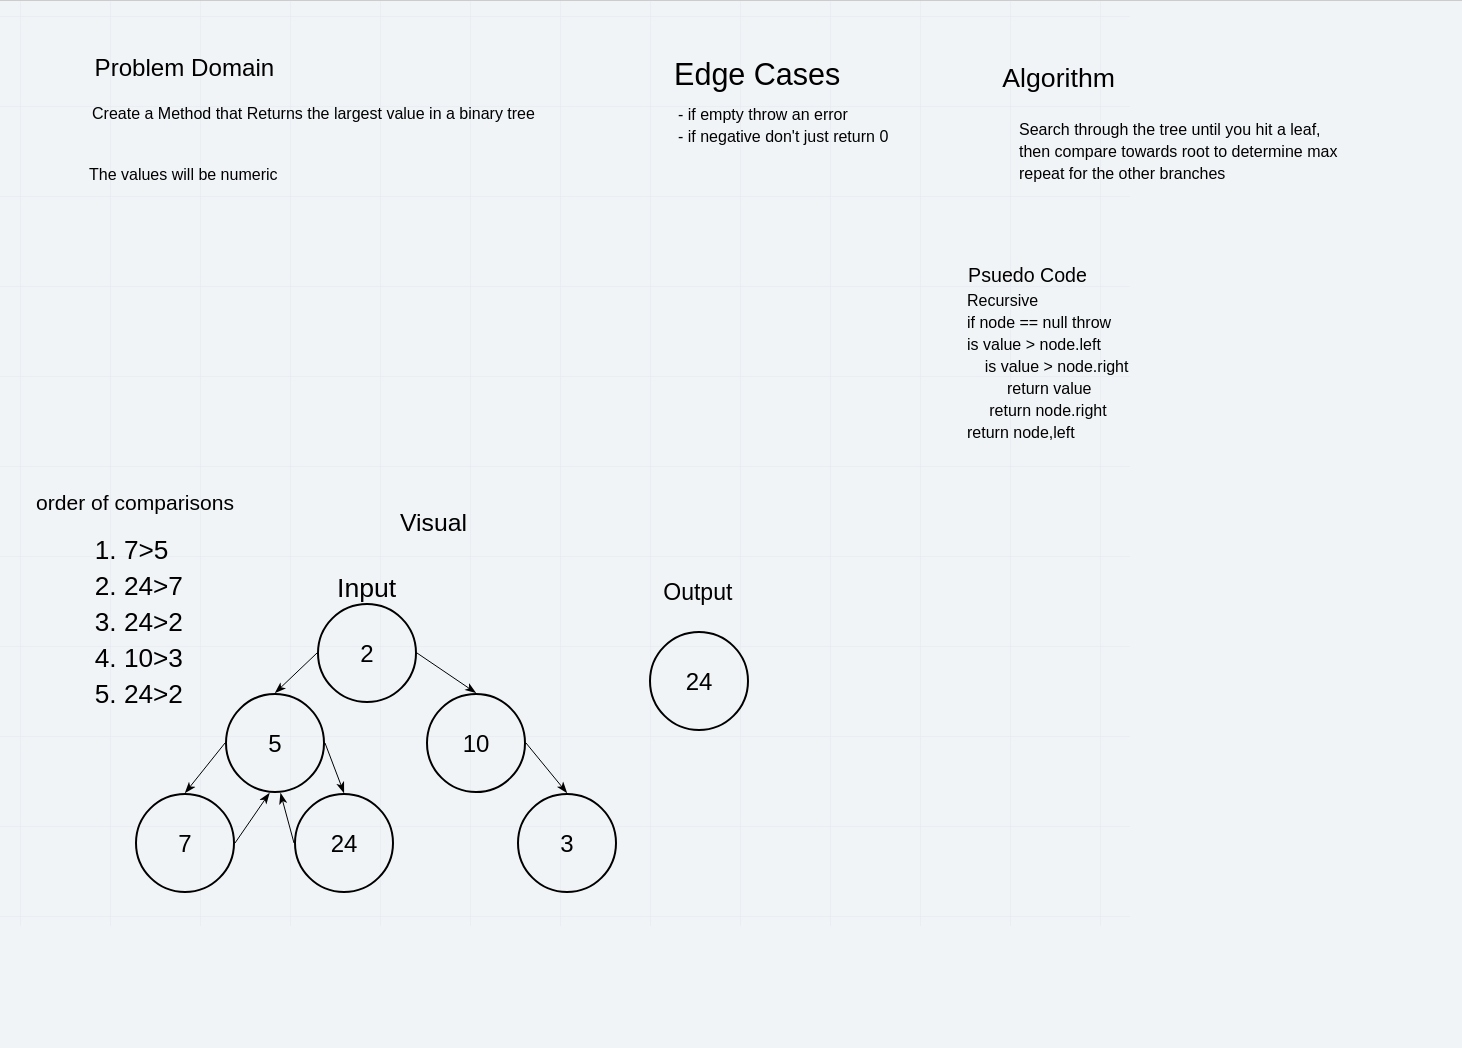 Problem Domain
Create a Method that Returns the largest value in a binary tree
The values will be numeric
Edge Cases
- if empty throw an error
- if negative don't just return 0
Algorithm
Search through the tree until you hit a leaf,
then compare towards root to determine max
repeat for the other branches
Psuedo Code
Recursive
if node == null throw
is value > node.left
is value > node.right
return value
return node.right
return node,left
order of comparisons
1. 7>5
2. 24>7
3. 24>2
4. 10>3
5. 24>2
Visual
Input
2
5
10
7
24
3
Output
24